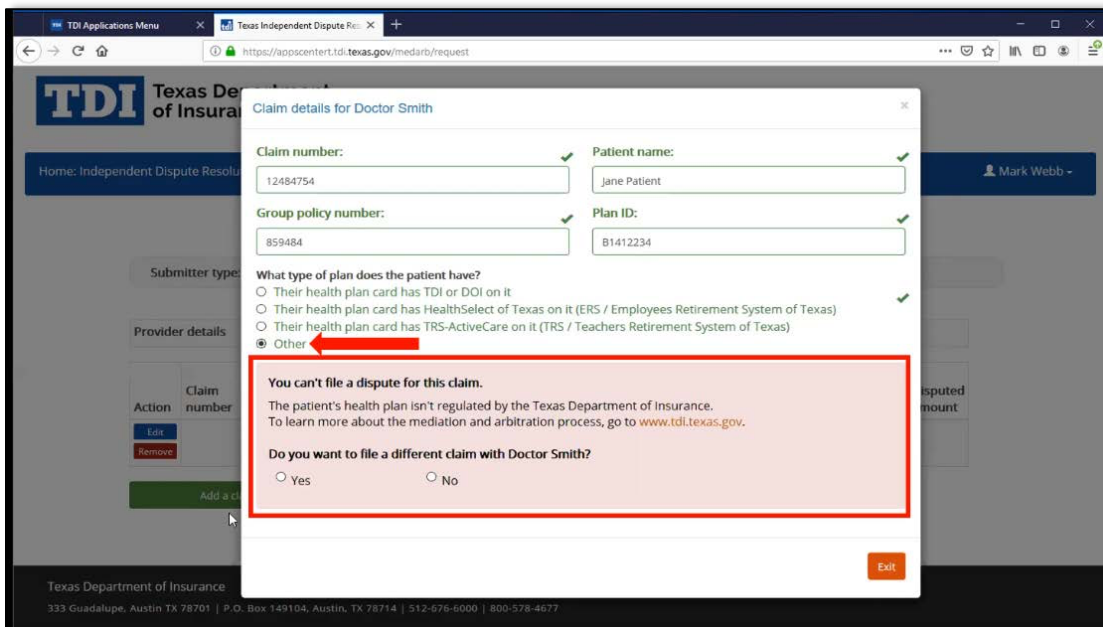 TDI Applications Menu
Texas Independent Dispute Res
https://appscentert.tdi.texas.gov/medarb/request
TDI
Texas
of Insura
Home: Independent Dispute Resolu
Mark Webb
Submitter type:
Provider details
Action
Claim number
Edit
Remove
Add a
isputed
mount
Claim details for Doctor Smith
Claim number:
12484754
Patient name:
Jane Patient
Group policy number:
859484
Plan ID:
B1412234
What type of plan does the patient have?
Their health plan card has TDI or DOI on it
Their health plan card has HealthSelect of Texas on it (ERS / Employees Retirement System of Texas)
Their health plan card has TRS-ActiveCare on it (TRS / Teachers Retirement System of Texas)
Other
You can't file a dispute for this claim.
The patient's health plan isn't regulated by the Texas Department of Insurance.
To learn more about the mediation and arbitration process, go to www.tdi.texas.gov.
Do you want to file a different claim with Doctor Smith?
Yes No
Exit
Texas Department of Insurance
333 Guadalupe, Austin TX 78701 | P.O. Box 149104, Austin, TX 78714 | 512-676-6000 | 800-578-4677